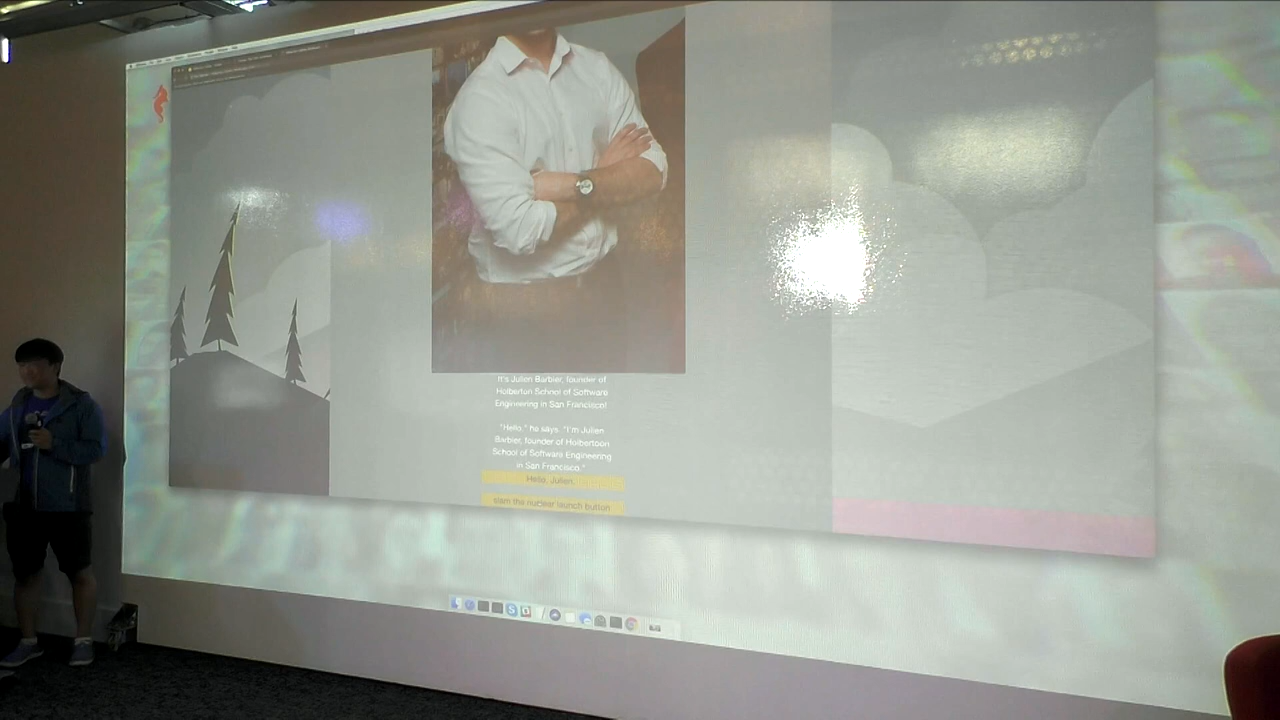 It's Julien Barbier, founder of
Holberton School of Software
Engineering in San Francisco!
"Hello," he says. "I'm Julien
Barbier, founder of Holbertoon
School of Software Engineering
in San Francisco."
Hello, Julien.
slam the nuclear launch button